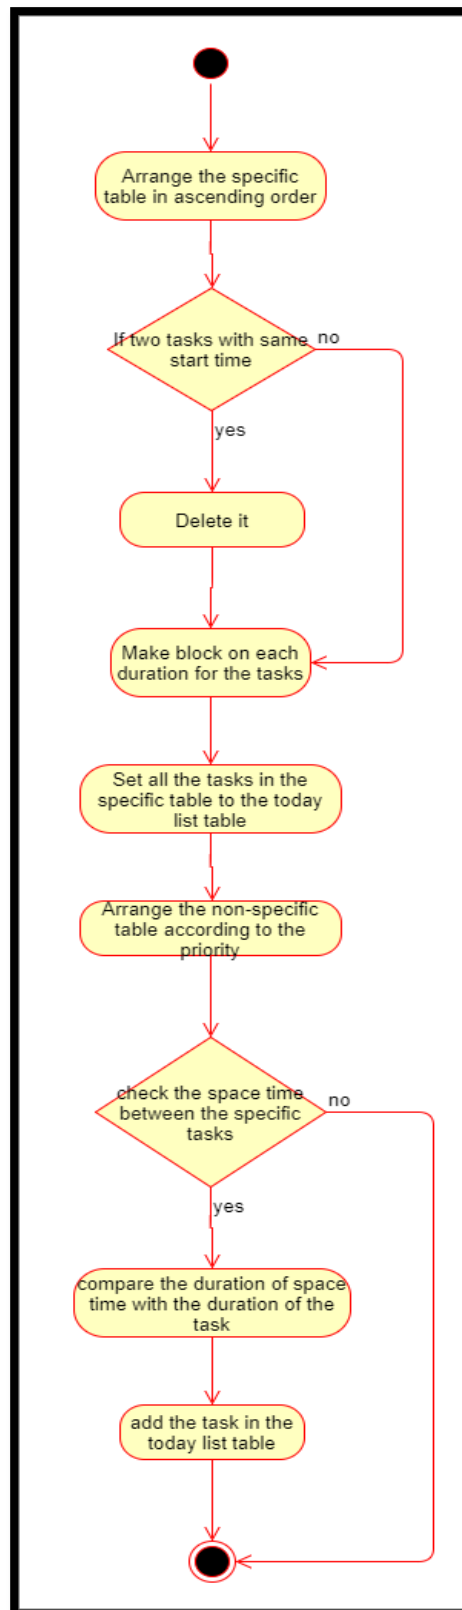 Arrange the specific
table in ascending order
If two tasks with same
start time
no
yes
Delete it
Make block on each
duration for the tasks
Set all the tasks in the
specific table to the today
list table
Arrange the non-specific
table according to the
priority
check the space time
between the specific
tasks
no
yes
compare the duration of space
time with the duration of the
task
add the task in the
today list table